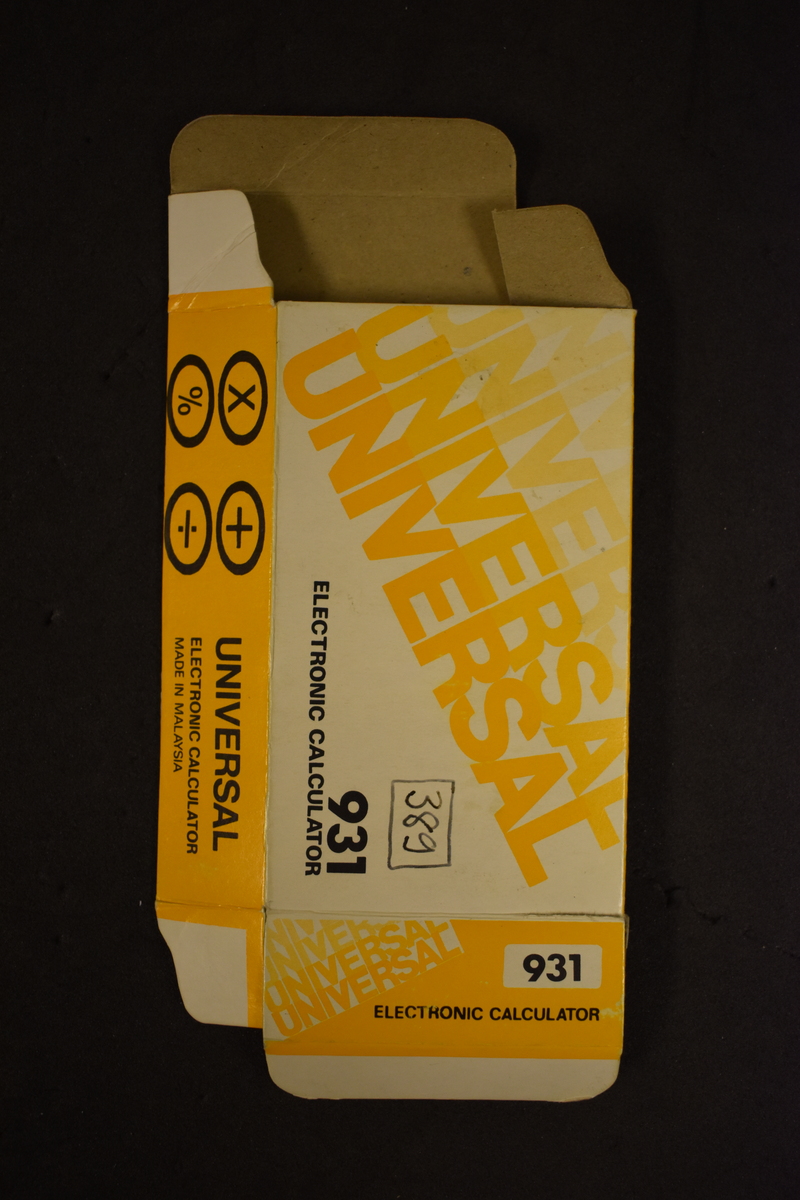 X
%
+
÷
UNIVERSAL
ELECTRONIC CALCULATOR
MADE IN MALAYSIA
UNIVERSAL
UNIVERSAL
UNIVERSAL
ELECTRONIC CALCULATOR
931
389
UNIVERSAL
UNIVERSAL
UNIVERSAL
931
ELECTRONIC CALCULATOR